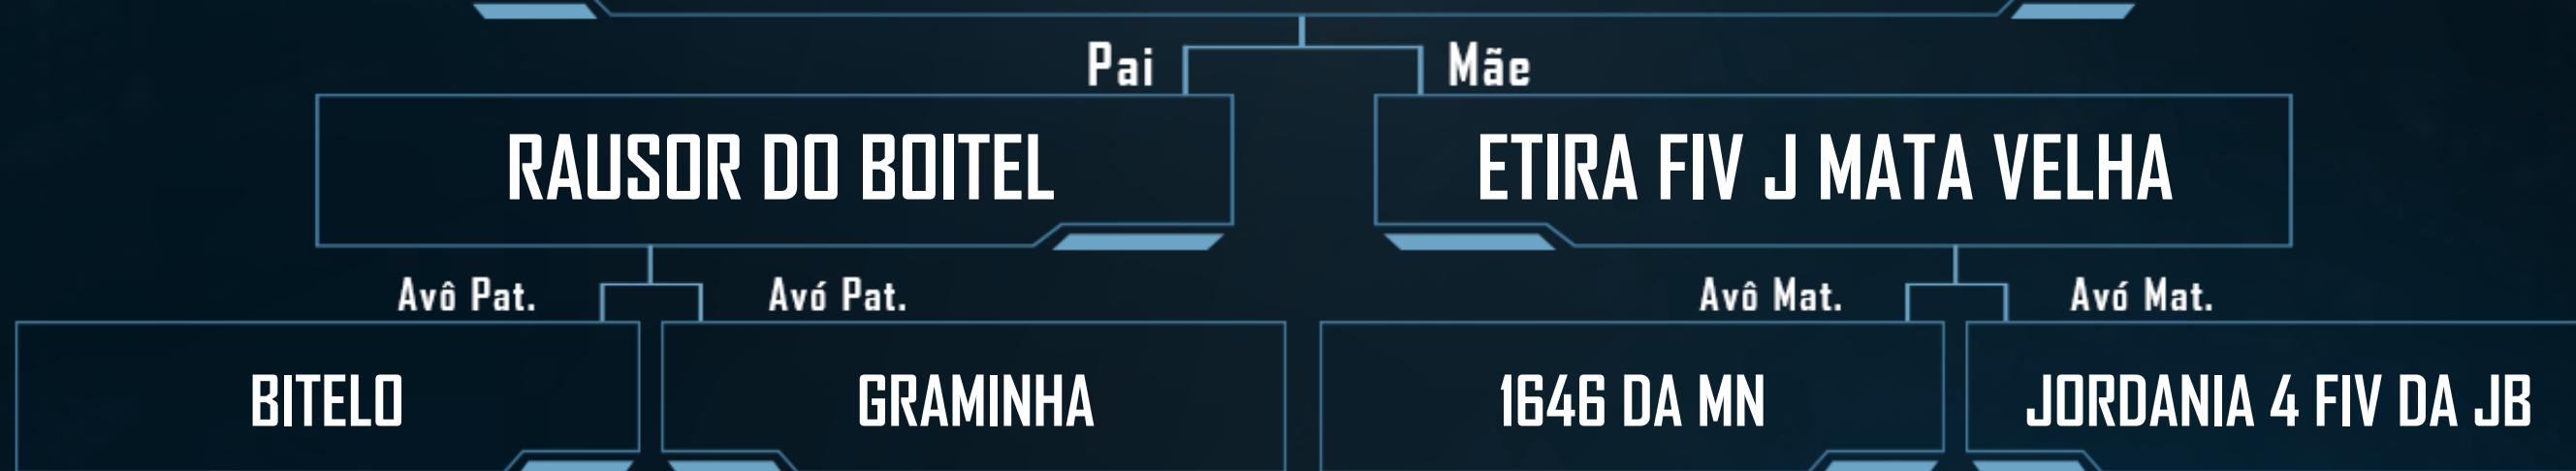 Pai
Mãe
RAUSOR DO BOITEL
ETIRA FIV J MATA VELHA
Avô Pat.
Avó Pat.
Avô Mat.
Avó Mat.
BITELO
GRAMINHA
1646 DA MN
JORDANIA 4 FIV DA JB